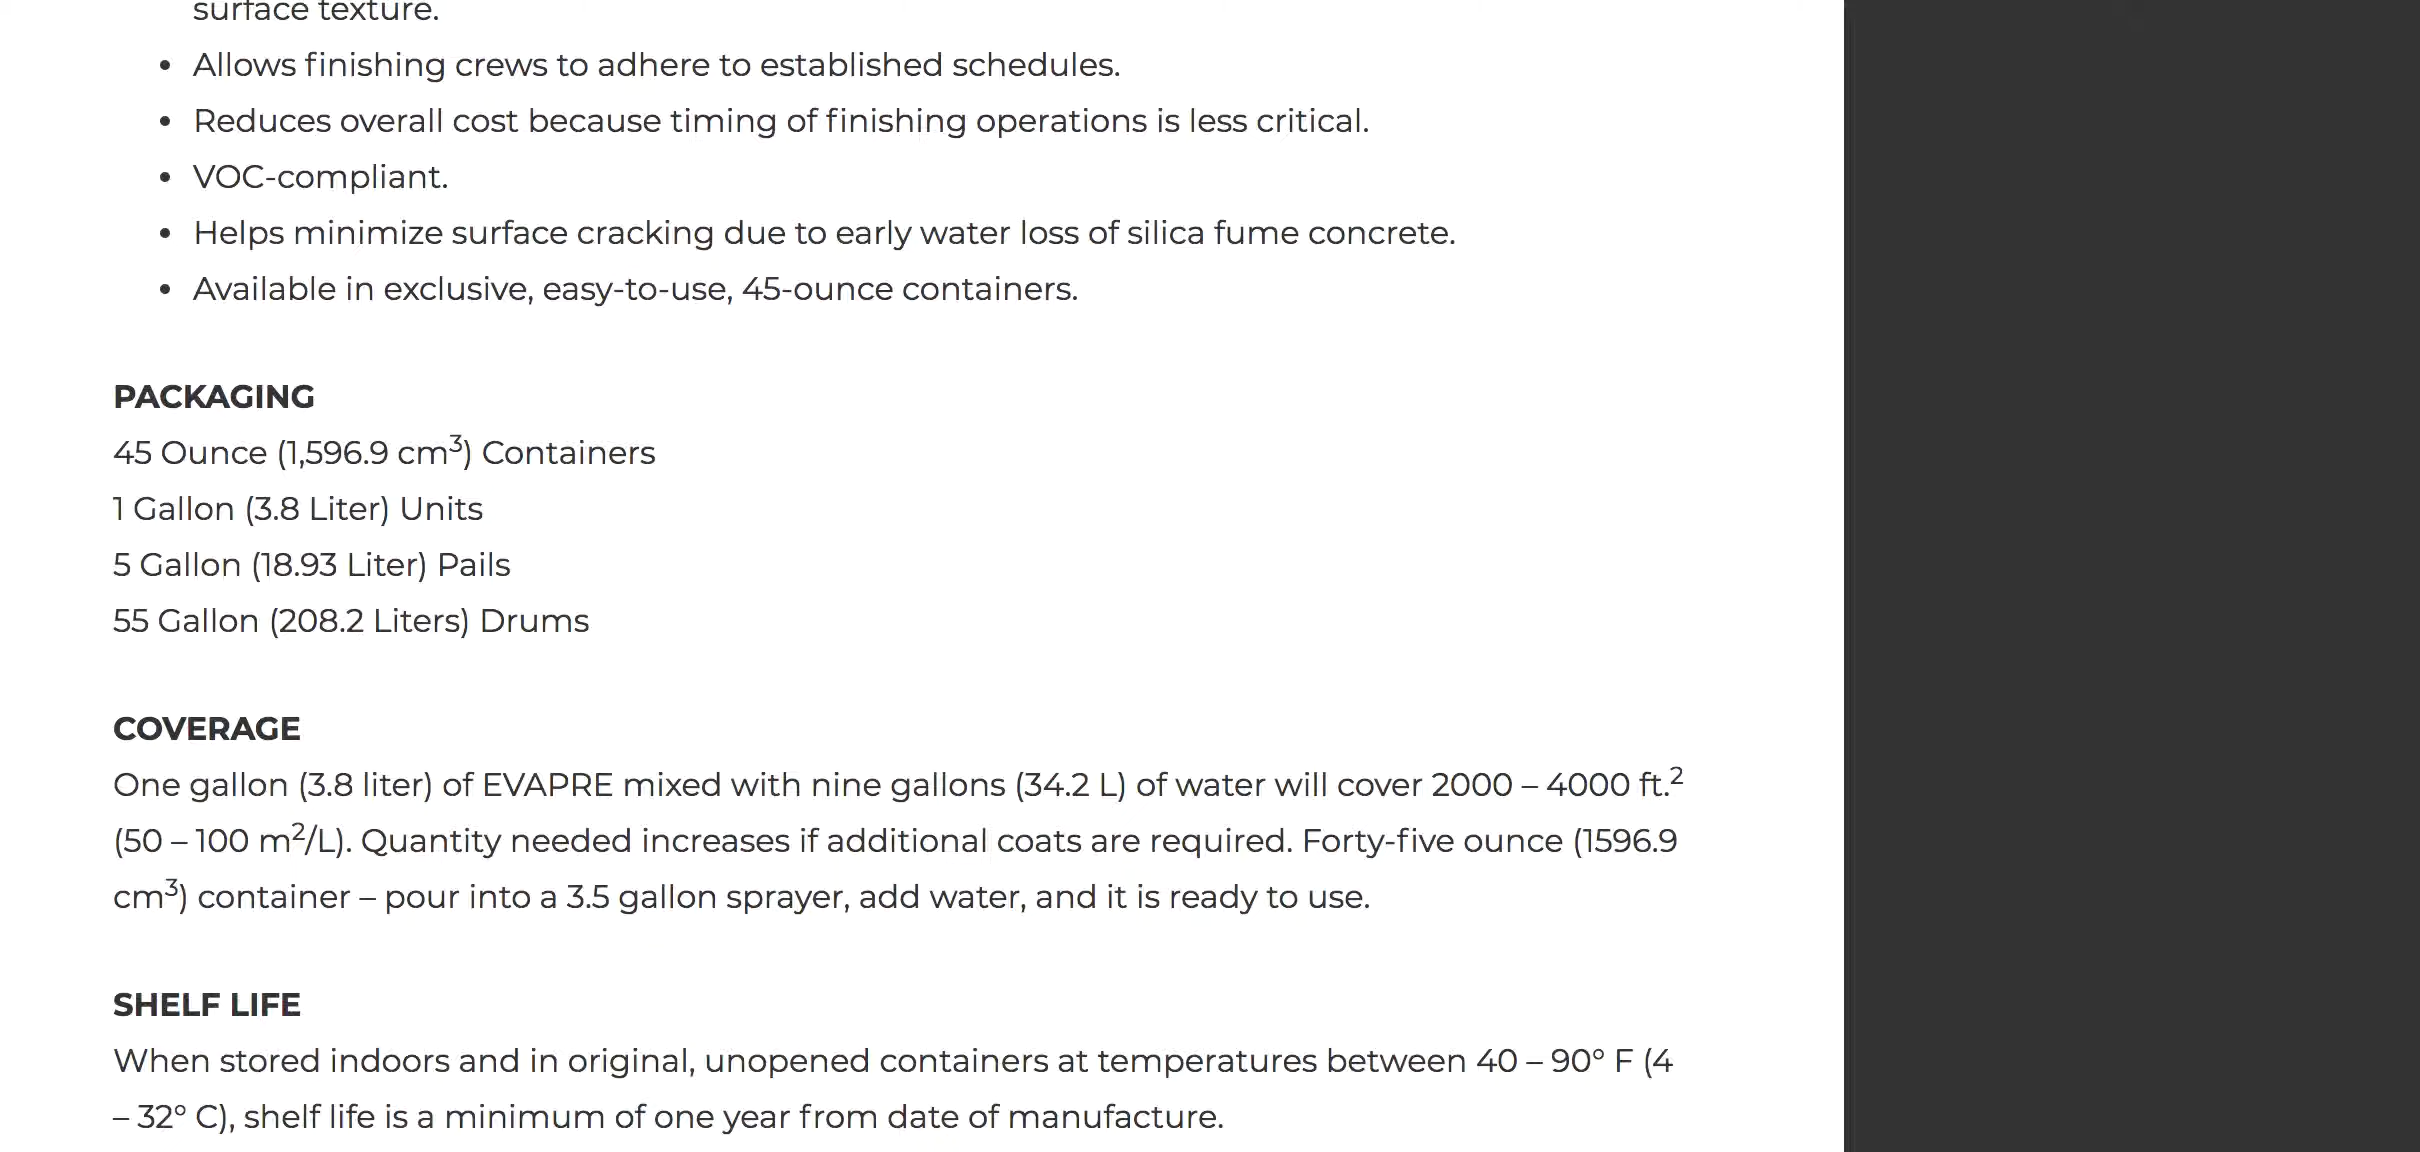 surface texture.
• Allows finishing crews to adhere to established schedules.
• Reduces overall cost because timing of finishing operations is less critical.
• VOC-compliant.
• Helps minimize surface cracking due to early water loss of silica fume concrete.
• Available in exclusive, easy-to-use, 45-ounce containers.
PACKAGING
45 Ounce (1,596.9 cm³) Containers
1 Gallon (3.8 Liter) Units
5 Gallon (18.93 Liter) Pails
55 Gallon (208.2 Liters) Drums
COVERAGE
One gallon (3.8 liter) of EVAPRE mixed with nine gallons (34.2 L) of water will cover 2000 – 4000 ft.²
(50 – 100 m²/L). Quantity needed increases if additional coats are required. Forty-five ounce (1596.9
cm³) container – pour into a 3.5 gallon sprayer, add water, and it is ready to use.
SHELF LIFE
When stored indoors and in original, unopened containers at temperatures between 40 – 90° F (4
– 32° C), shelf life is a minimum of one year from date of manufacture.